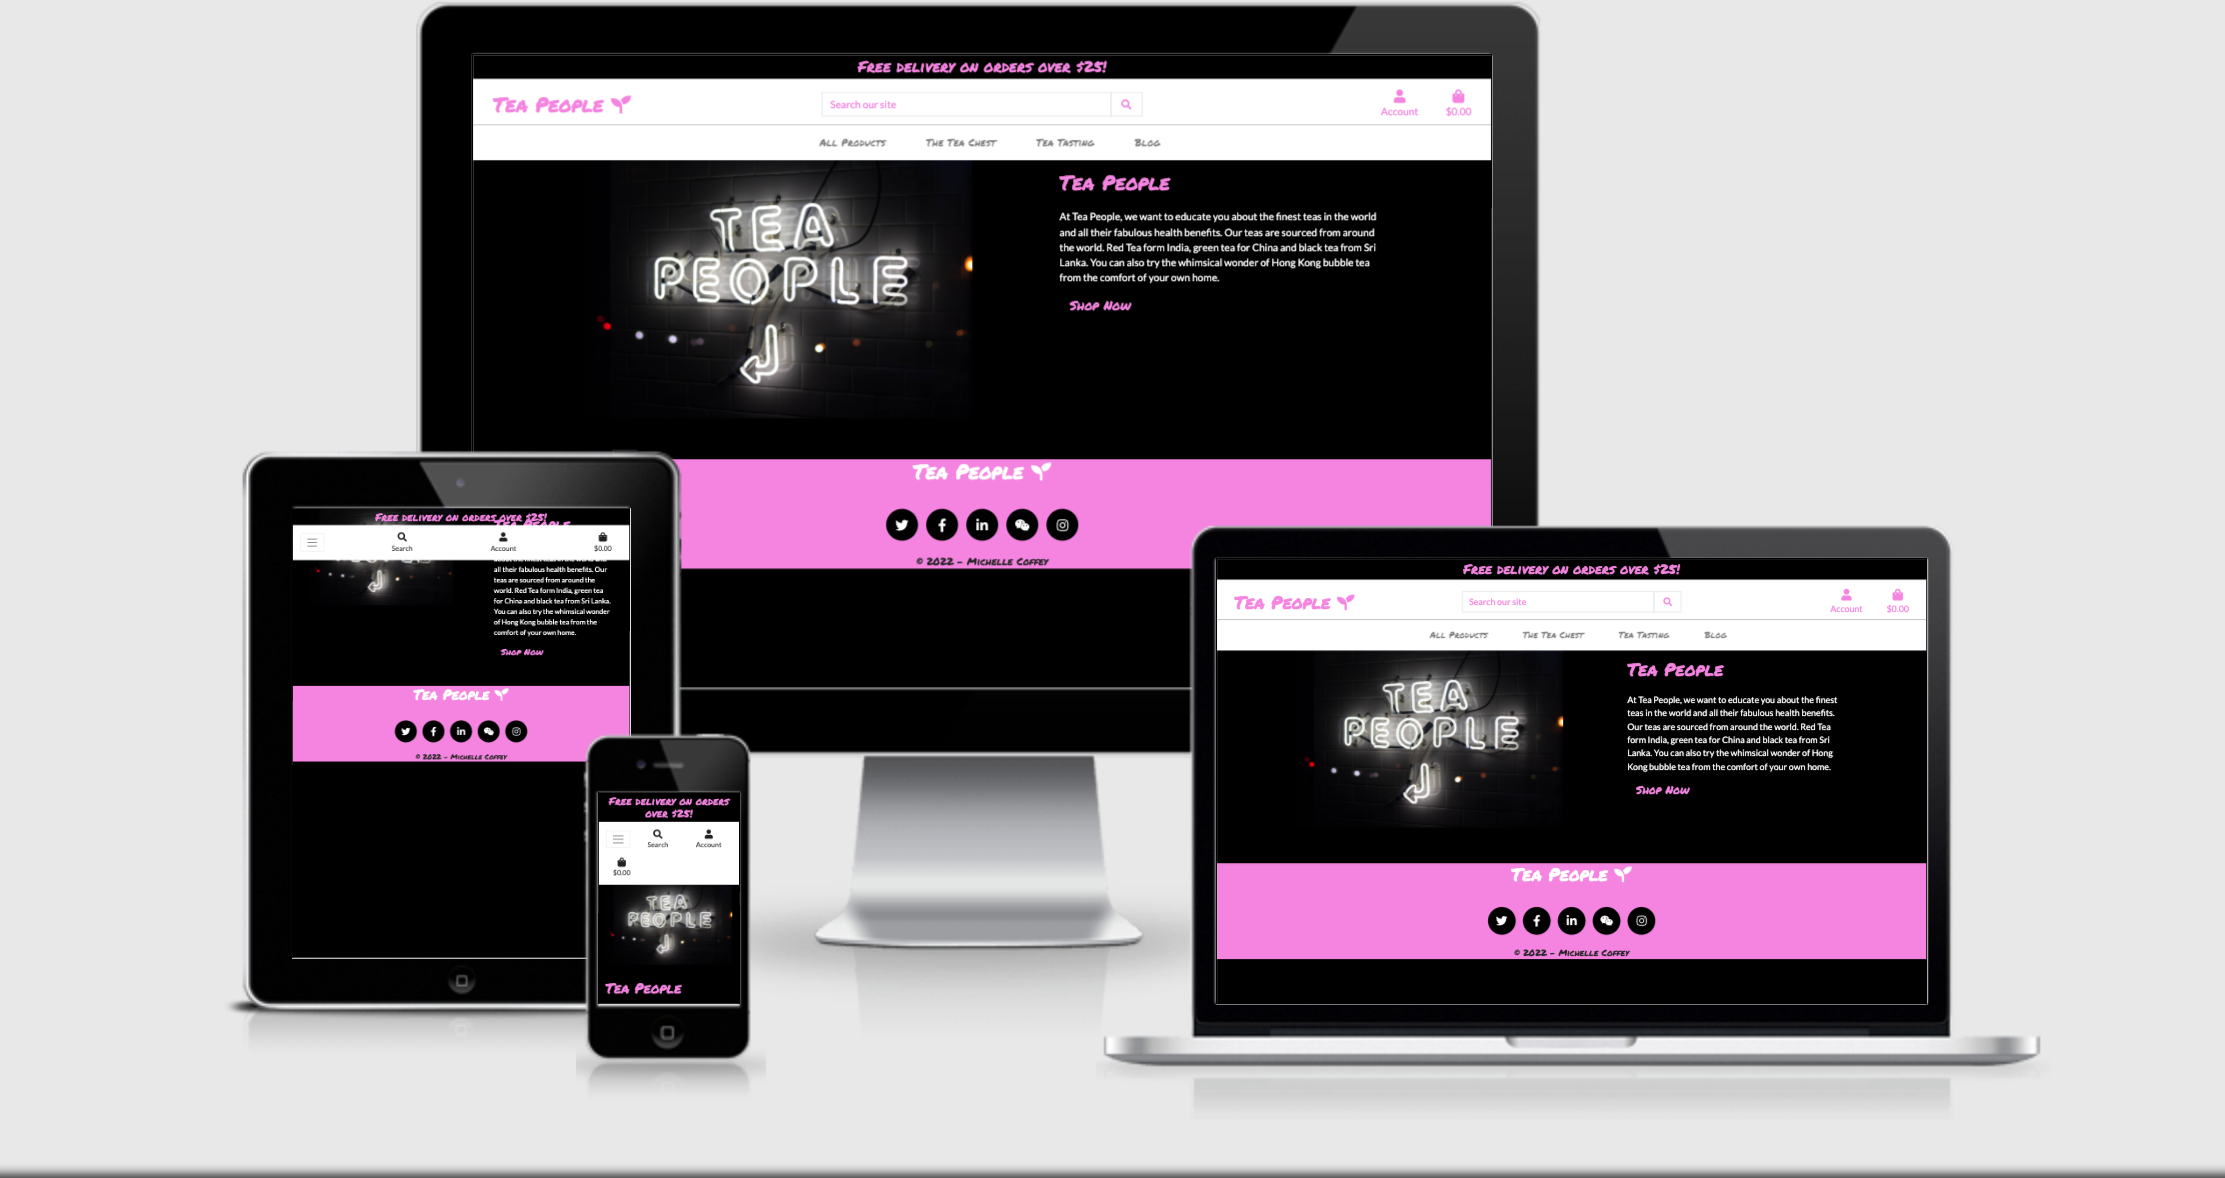 Free delivery on orders over $25!
Tea People
Search our site
Account
$0.00
All Products
The Tea Chest
Tea Tasting
Blog
TEA
PEOPLE
Tea People
At Tea People, we want to educate you about the finest teas in the world
and all their fabulous health benefits. Our teas are sourced from around
the world. Red Tea form India, green tea for China and black tea from Sri
Lanka. You can also try the whimsical wonder of Hong Kong bubble tea
from the comfort of your own home.
Shop Now
Tea People
© 2022 - Michelle Coffey
Free delivery on orders over $25!
Tea People
Search
Account
$0.00
all their fabulous health benefits. Our
teas are sourced from around the
world. Red Tea form India, green tea
for China and black tea from Sri Lanka.
You can also try the whimsical wonder
of Hong Kong bubble tea from the
comfort of your own home.
Shop Now
Tea People
© 2022 - Michelle Coffey
Free delivery on orders
over $25!
Search
Account
$0.00
TEA
PEOPLE
Tea People
Free delivery on orders over $25!
Tea People
Search our site
Account
$0.00
All Products
The Tea Chest
Tea Tasting
Blog
TEA
PEOPLE
Tea People
At Tea People, we want to educate you about the finest
teas in the world and all their fabulous health benefits.
Our teas are sourced from around the world. Red Tea
form India, green tea for China and black tea from Sri
Lanka. You can also try the whimsical wonder of Hong
Kong bubble tea from the comfort of your own home.
Shop Now
Tea People
© 2022 - Michelle Coffey